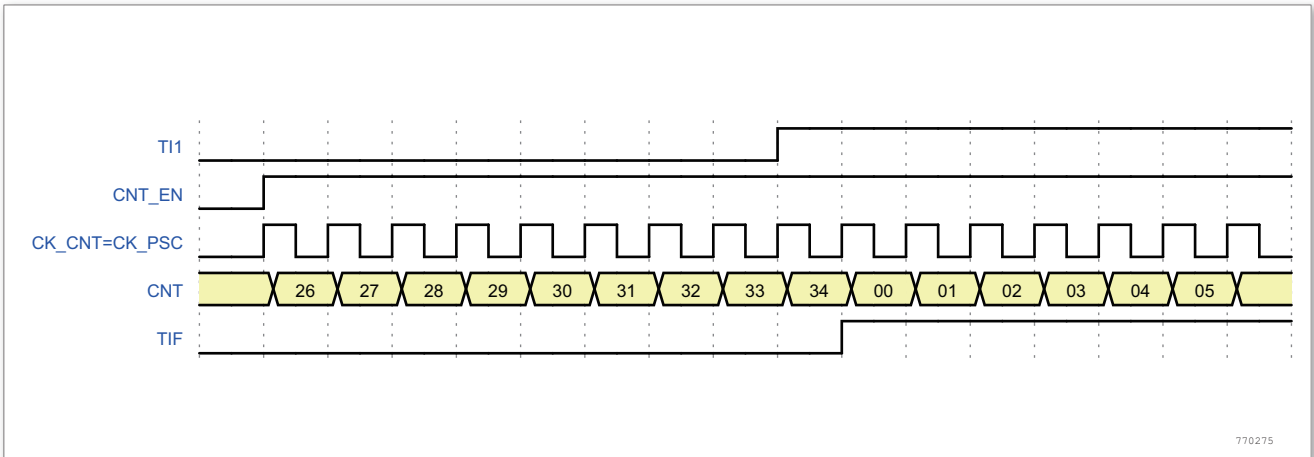 TI1
CNT_EN
CK_CNT=CK_PSC
CNT 26 27 28 29 30 31 32 33 34 00 01 02 03 04 05
TIF
770275